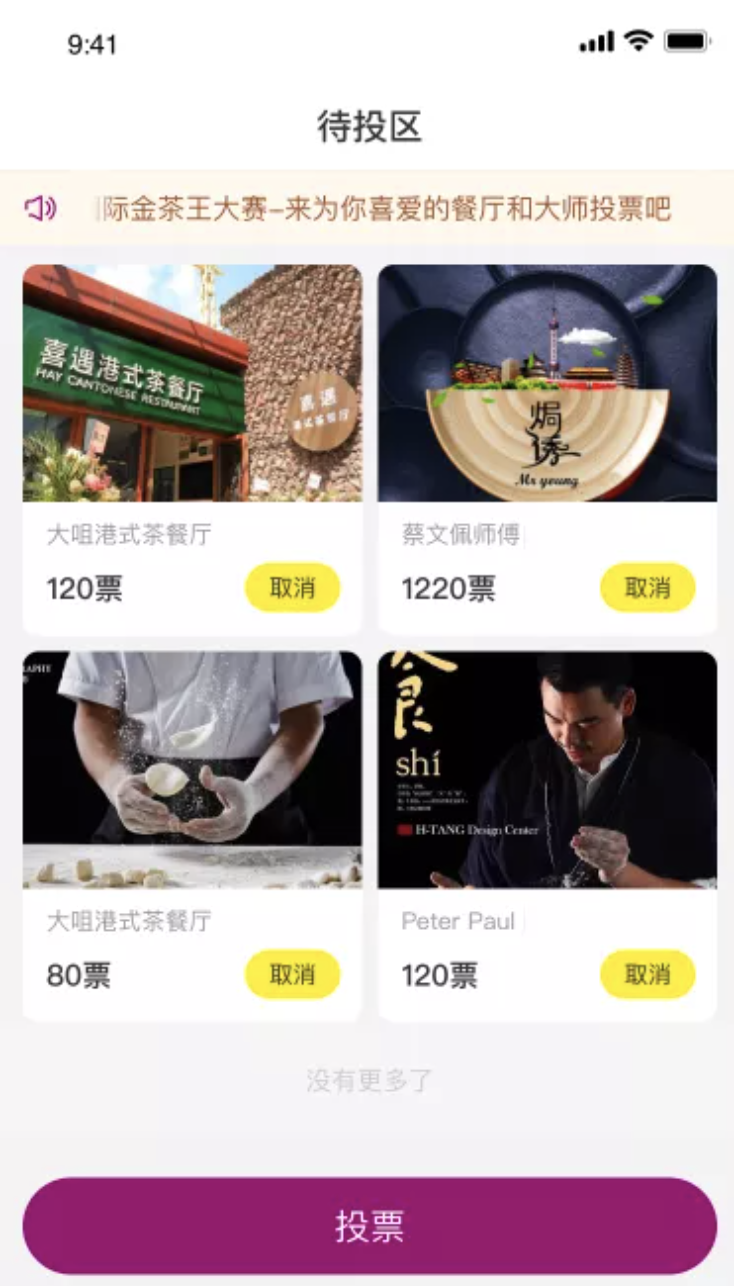 9:41
待投区
际金茶王大赛-来为你喜爱的餐厅和大师投票吧
喜遇港式茶餐厅
HAY CANTONESE RESTAURANT
喜遇
港式茶餐厅
焗
诱
Mr young
大咀港式茶餐厅
120票
取消
蔡文佩师傅
1220票
取消
食
shí
H-TANG Design Center
大咀港式茶餐厅
80票
取消
Peter Paul
120票
取消
没有更多了
投票